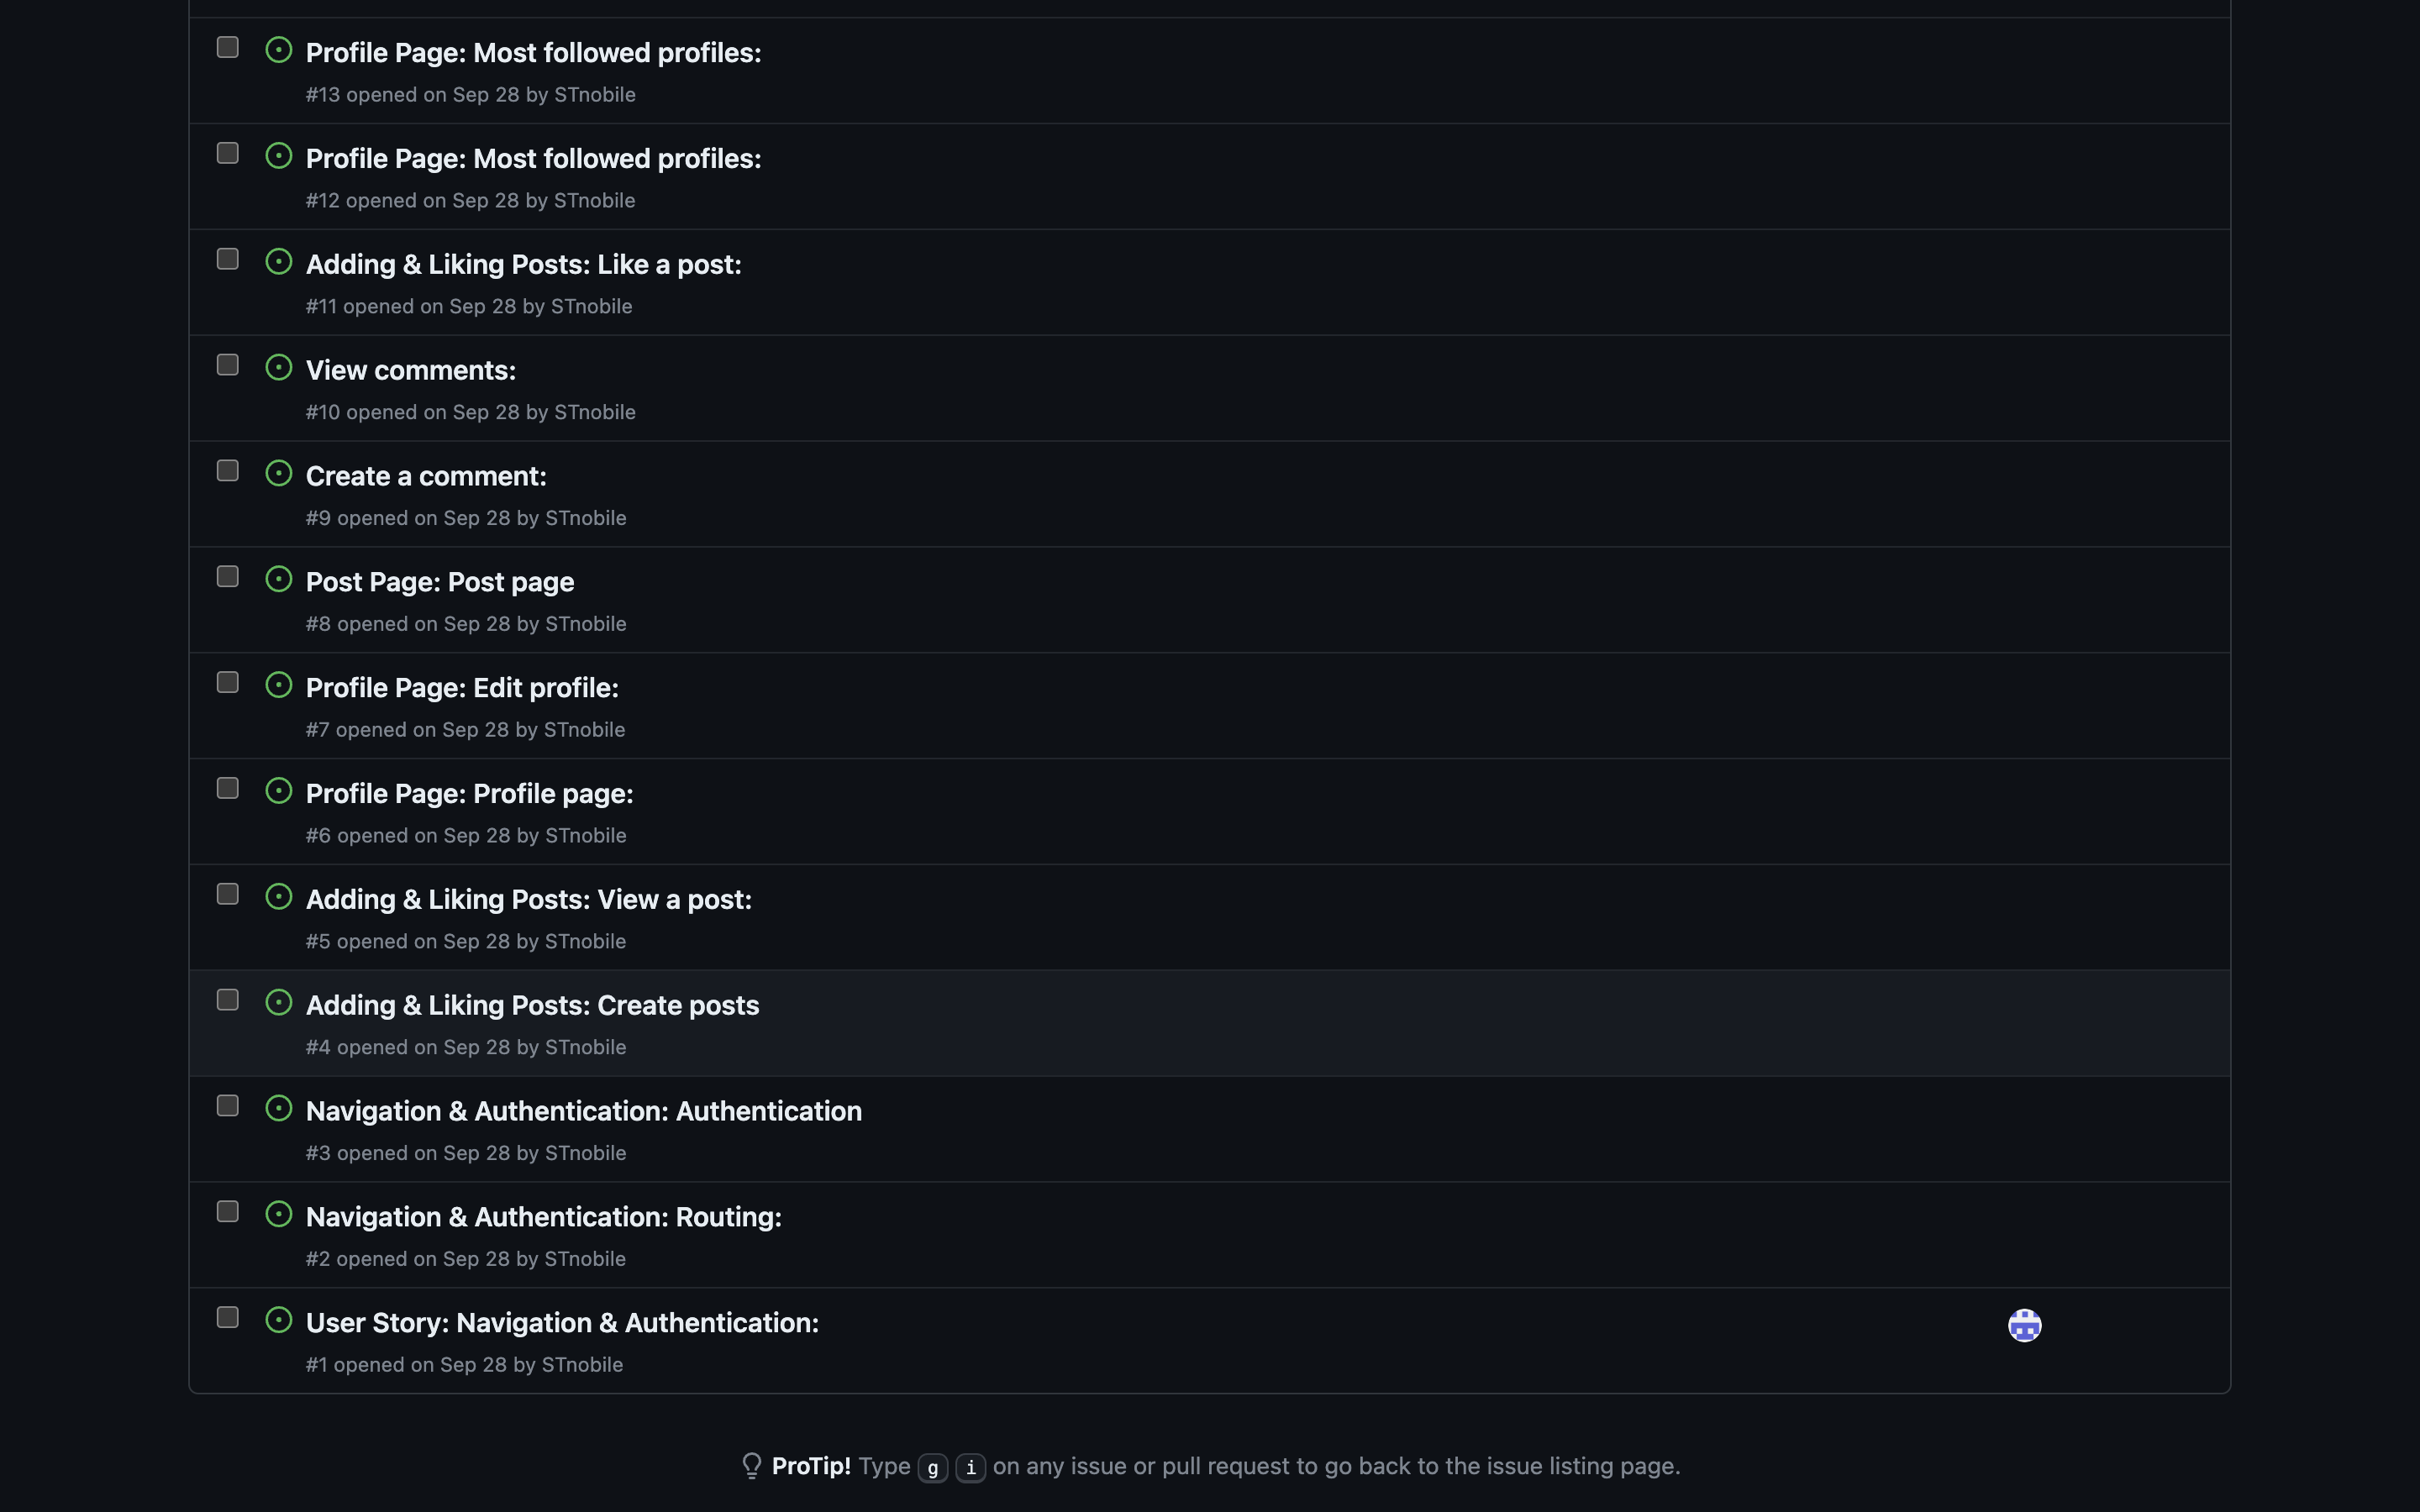 Profile Page: Most followed profiles:
#13 opened on Sep 28 by STnobile
Profile Page: Most followed profiles:
#12 opened on Sep 28 by STnobile
Adding & Liking Posts: Like a post:
#11 opened on Sep 28 by STnobile
View comments:
#10 opened on Sep 28 by STnobile
Create a comment:
#9 opened on Sep 28 by STnobile
Post Page: Post page
#8 opened on Sep 28 by STnobile
Profile Page: Edit profile:
#7 opened on Sep 28 by STnobile
Profile Page: Profile page:
#6 opened on Sep 28 by STnobile
Adding & Liking Posts: View a post:
#5 opened on Sep 28 by STnobile
Adding & Liking Posts: Create posts
#4 opened on Sep 28 by STnobile
Navigation & Authentication: Authentication
#3 opened on Sep 28 by STnobile
Navigation & Authentication: Routing:
#2 opened on Sep 28 by STnobile
User Story: Navigation & Authentication:
#1 opened on Sep 28 by STnobile
ProTip! Type g i on any issue or pull request to go back to the issue listing page.